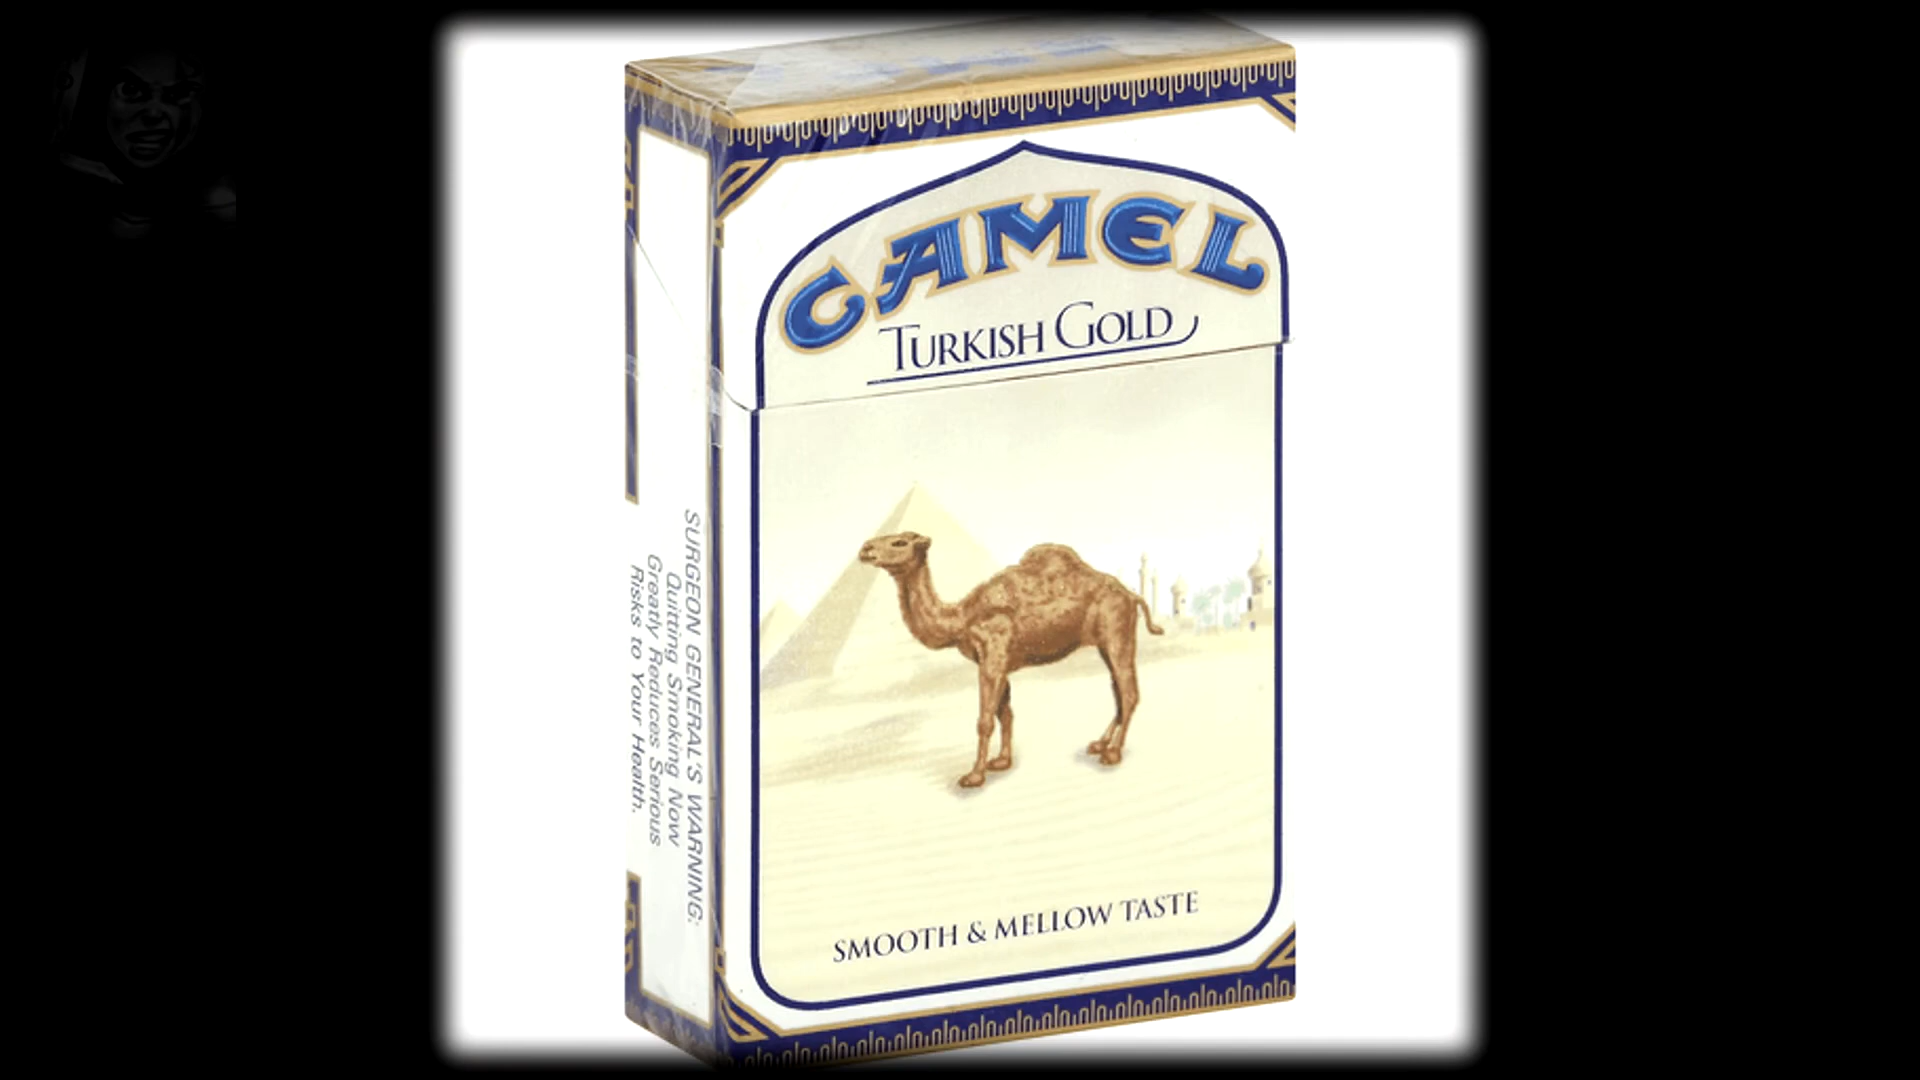 CAMEL
TURKISH GOLD
SMOOTH & MELLOW TASTE
SURGEON GENERAL'S WARNING:
Quitting Smoking Now
Greatly Reduces Serious
Risks to Your Health.